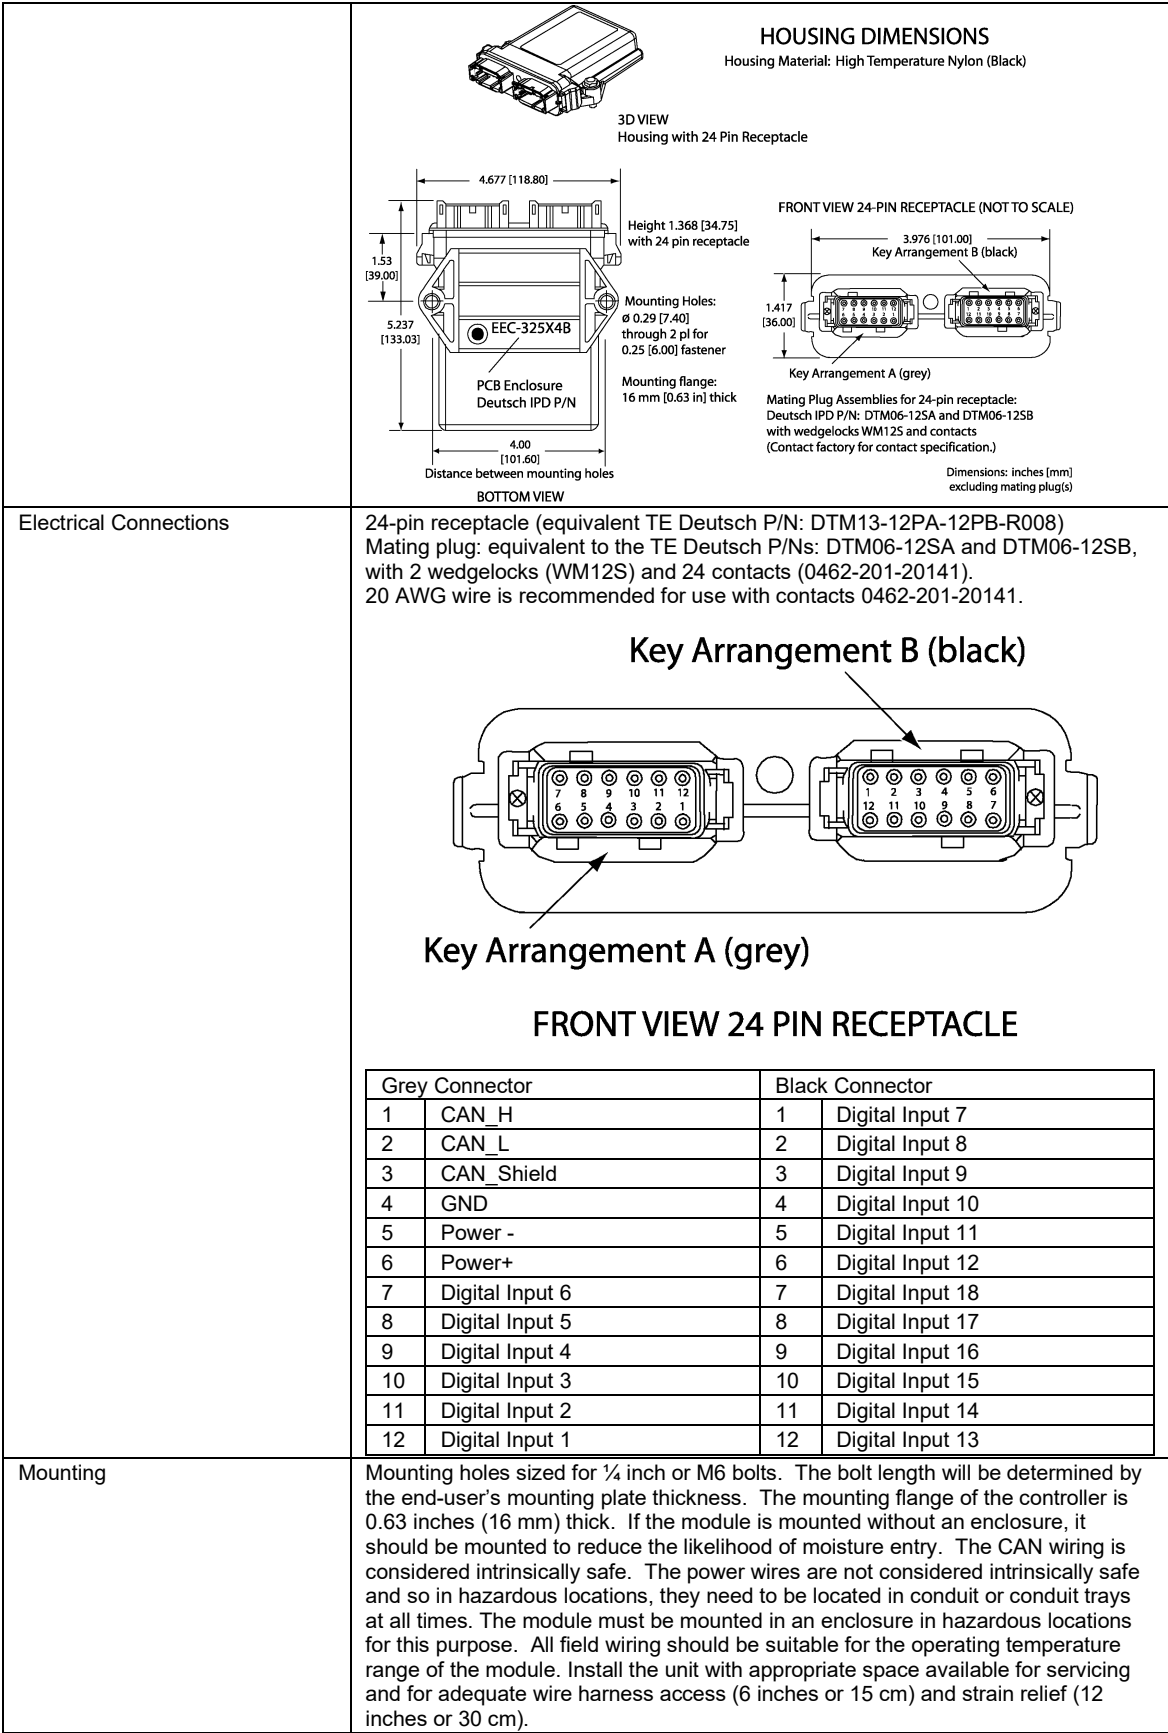 HOUSING DIMENSIONS
Housing Material: High Temperature Nylon (Black)
3D VIEW
Housing with 24 Pin Receptacle
4.677 [118.80]
Height 1.368 [34.75]
with 24 pin receptacle
1.53
[39.00]
5.237
[133.03]
EEC-325X4B
PCB Enclosure
Deutsch IPD P/N
Mounting Holes:
ø 0.29 [7.40]
through 2 pl for
0.25 [6.00] fastener
Mounting flange:
16 mm [0.63 in] thick
4.00
[101.60]
Distance between mounting holes
BOTTOM VIEW
FRONT VIEW 24-PIN RECEPTACLE (NOT TO SCALE)
3.976 [101.00]
Key Arrangement B (black)
1.417
[36.00]
Key Arrangement A (grey)
Mating Plug Assemblies for 24-pin receptacle:
Deutsch IPD P/N: DTM06-12SA and DTM06-12SB
with wedgelocks WM12S and contacts
(Contact factory for contact specification.)
Dimensions: inches [mm]
excluding mating plug(s)
Electrical Connections
24-pin receptacle (equivalent TE Deutsch P/N: DTM13-12PA-12PB-R008)
Mating plug: equivalent to the TE Deutsch P/Ns: DTM06-12SA and DTM06-12SB,
with 2 wedgelocks (WM12S) and 24 contacts (0462-201-20141).
20 AWG wire is recommended for use with contacts 0462-201-20141.
Key Arrangement B (black)
7 8 9 10 11 12
6 5 4 3 2 1
1 2 3 4 5 6
12 11 10 9 8 7
Key Arrangement A (grey)
FRONT VIEW 24 PIN RECEPTACLE
Grey Connector Black Connector
1 CAN_H 1 Digital Input 7
2 CAN_L 2 Digital Input 8
3 CAN_Shield 3 Digital Input 9
4 GND 4 Digital Input 10
5 Power - 5 Digital Input 11
6 Power+ 6 Digital Input 12
7 Digital Input 6 7 Digital Input 18
8 Digital Input 5 8 Digital Input 17
9 Digital Input 4 9 Digital Input 16
10 Digital Input 3 10 Digital Input 15
11 Digital Input 2 11 Digital Input 14
12 Digital Input 1 12 Digital Input 13
Mounting
Mounting holes sized for ¼ inch or M6 bolts. The bolt length will be determined by
the end-user's mounting plate thickness. The mounting flange of the controller is
0.63 inches (16 mm) thick. If the module is mounted without an enclosure, it
should be mounted to reduce the likelihood of moisture entry. The CAN wiring is
considered intrinsically safe. The power wires are not considered intrinsically safe
and so in hazardous locations, they need to be located in conduit or conduit trays
at all times. The module must be mounted in an enclosure in hazardous locations
for this purpose. All field wiring should be suitable for the operating temperature
range of the module. Install the unit with appropriate space available for servicing
and for adequate wire harness access (6 inches or 15 cm) and strain relief (12
inches or 30 cm).